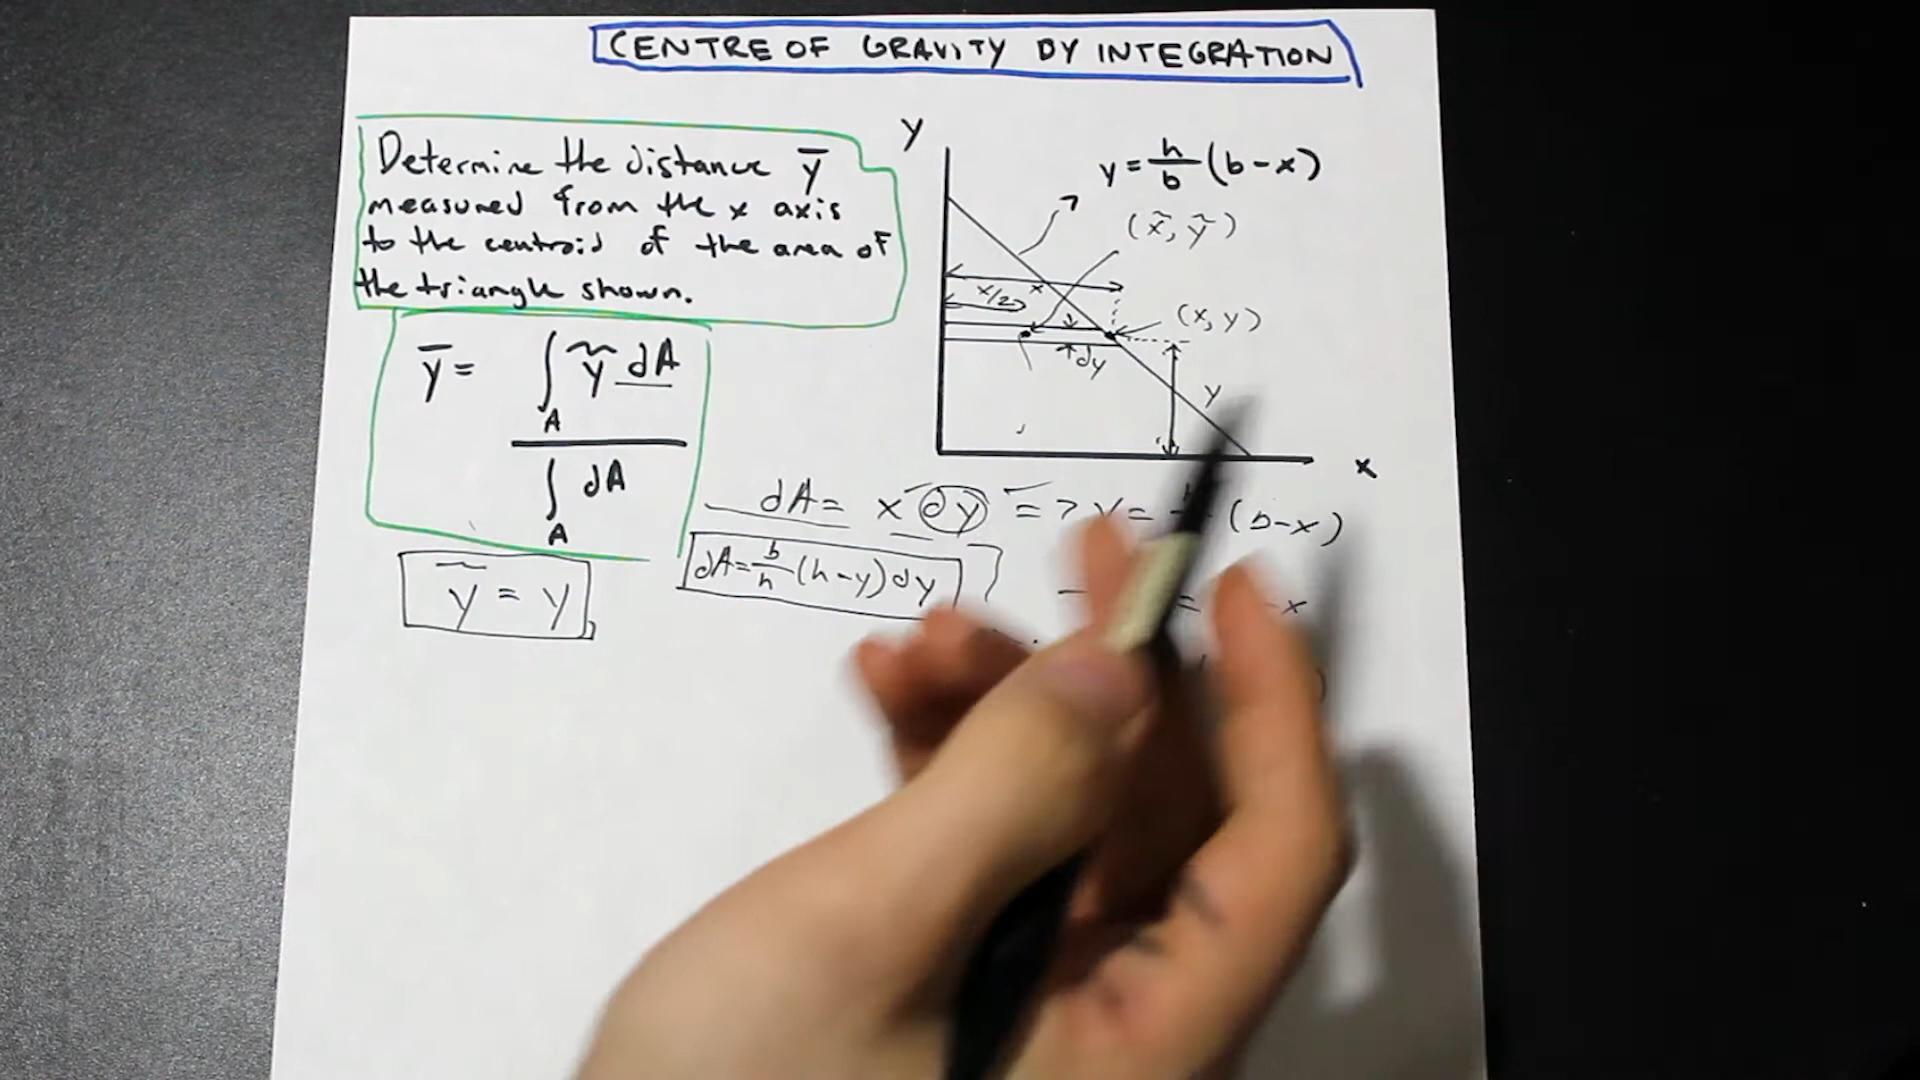 CENTRE OF GRAVITY DY INTEGRATION
Determine the distance y̅
measured from the x axis
to the centroid of the area of
the triangle shown.
y̅ = ∫A ỹ dA
∫A dA
ỹ = y
y
y = h/b (b-x)
(x̃, ỹ)
x
x/2
(x, y)
dy
y
x
dA = x dy => y = (b-x)
dA = b/h (h-y) dy
= -x